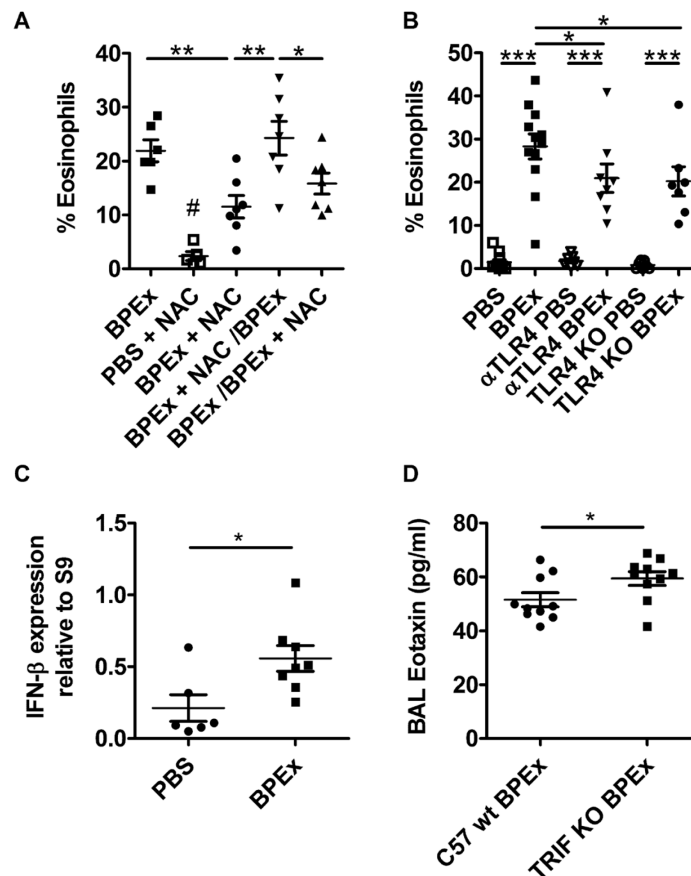 A
% Eosinophils
40
30
20
10
0
**
**
*
#
BPEx
PBS + NAC
BPEx + NAC
BPEx + NAC /BPEx
BPEx /BPEx + NAC
B
% Eosinophils
50
40
30
20
10
0
*
*
***
***
***
PBS
BPEx
αTLR4 PBS
αTLR4 BPEx
TLR4 KO PBS
TLR4 KO BPEx
C
IFN-β expression
relative to S9
1.5
1.0
0.5
0.0
*
PBS
BPEx
D
BAL Eotaxin (pg/ml)
80
60
40
20
0
*
C57 wt BPEx
TRIF KO BPEx